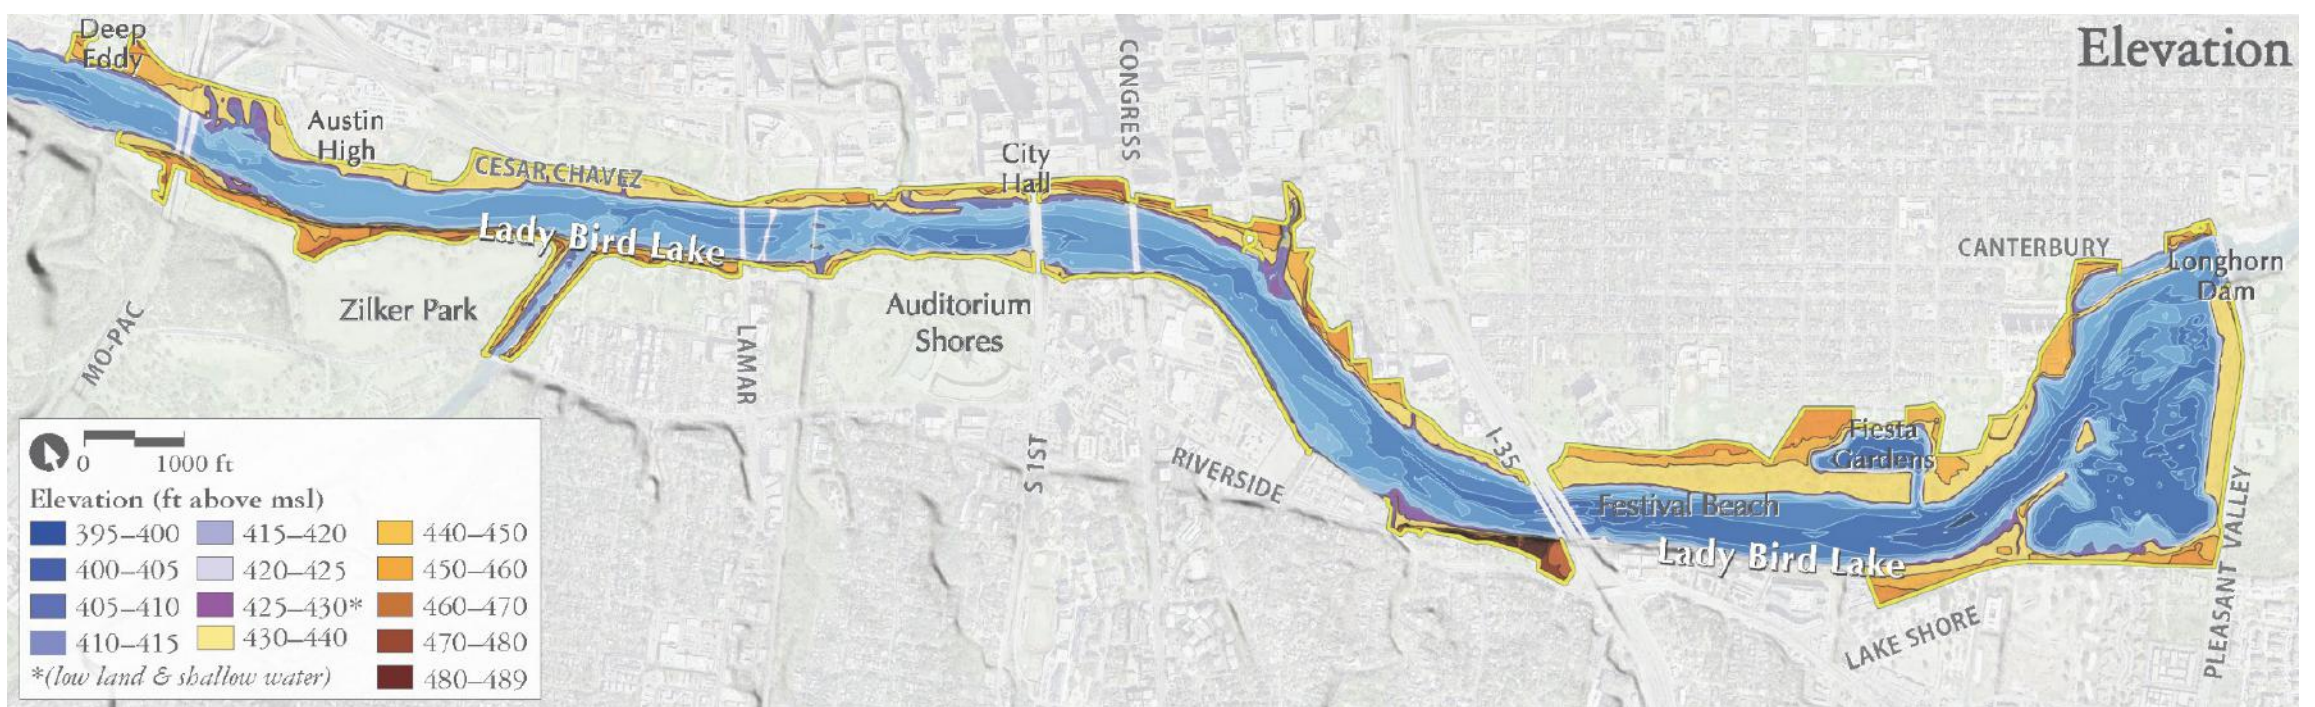 Elevation
Deep
Eddy
Austin
High
CESAR CHAVEZ
City
Hall
CONGRESS
Lady Bird Lake
Zilker Park
MO-PAC
LAMAR
Auditorium
Shores
S 1ST
RIVERSIDE
I-35
CANTERBURY
Longhorn
Dam
Fiesta
Gardens
Festival Beach
Lady Bird Lake
LAKE SHORE
PLEASANT VALLEY
0 1000 ft
Elevation (ft above msl)
395–400 415–420 440–450
400–405 420–425 450–460
405–410 425–430* 460–470
410–415 430–440 470–480
*(low land & shallow water) 480–489